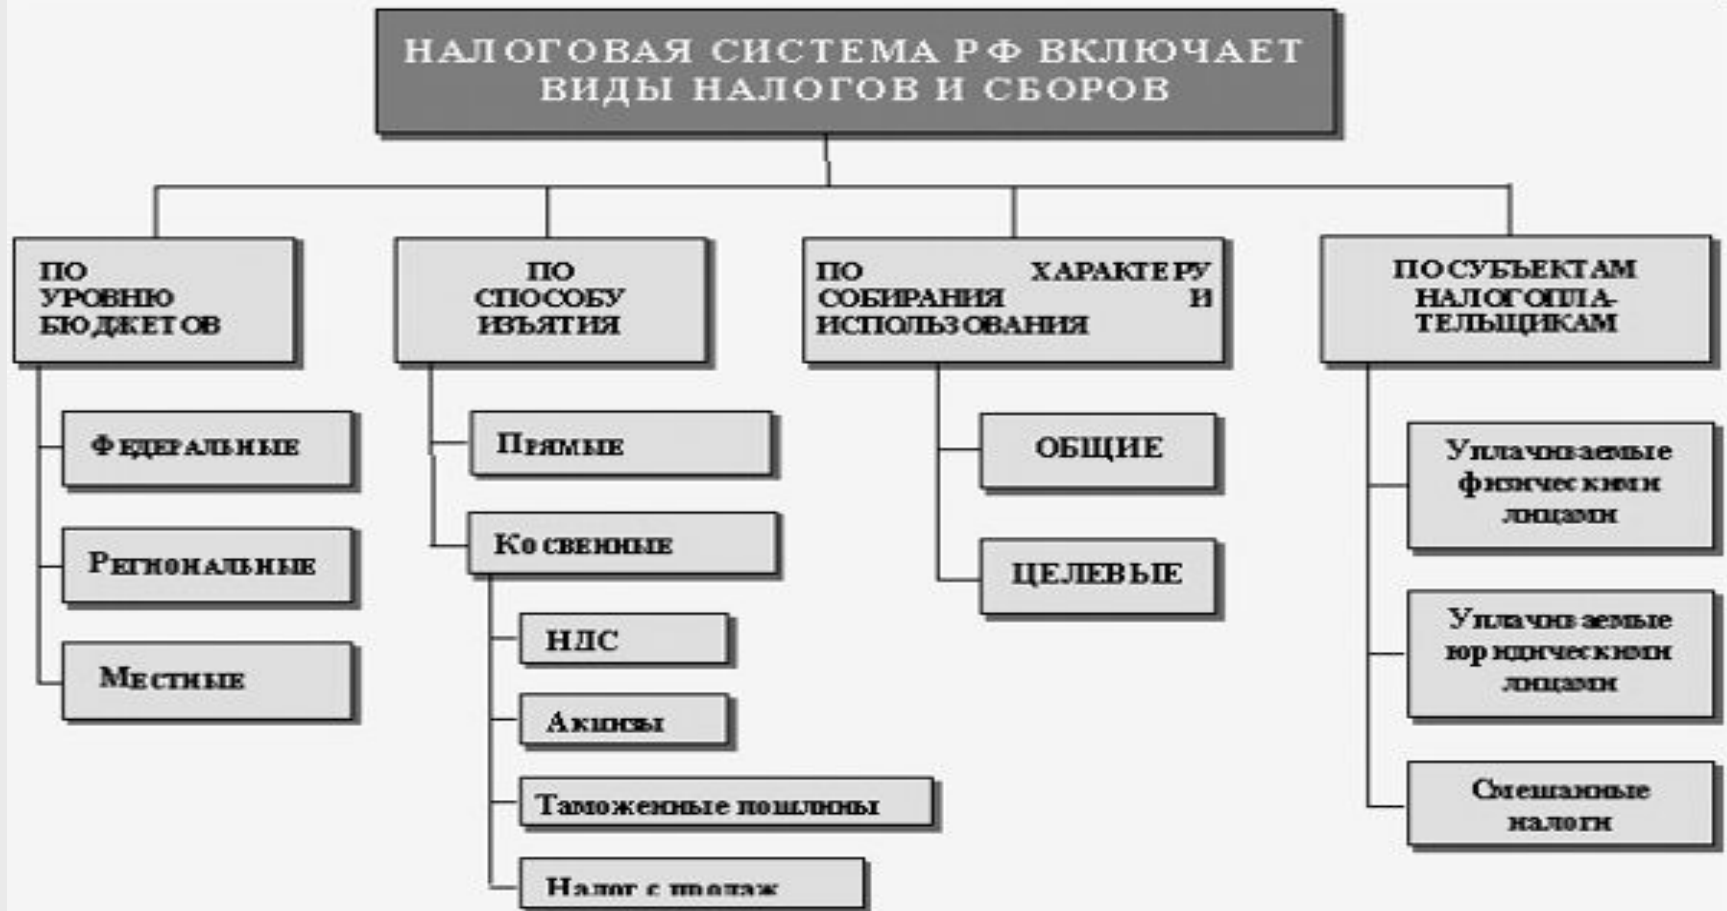 НАЛОГОВАЯ СИСТЕМА РФ ВКЛЮЧАЕТ
ВИДЫ НАЛОГОВ И СБОРОВ
ПО
УРОВНЮ
БЮДЖЕТОВ
ФЕДЕРАЛЬНЫЕ
РЕГИОНАЛЬНЫЕ
МЕСТНЫЕ
ПО
СПОСОБУ
ИЗЪЯТИЯ
ПРЯМЫЕ
КОСВЕННЫЕ
НДС
Акцизы
Таможенные пошлины
Налог с продаж
ПО ХАРАКТЕРУ
СОБИРАНИЯ И
ИСПОЛЬЗОВАНИЯ
ОБЩИЕ
ЦЕЛЕВЫЕ
ПО СУБЪЕКТАМ
НАЛОГОПЛА-
ТЕЛЬЩИКАМ
Уплачиваемые
физическими
лицами
Уплачиваемые
юридическими
лицами
Смешанные
налоги